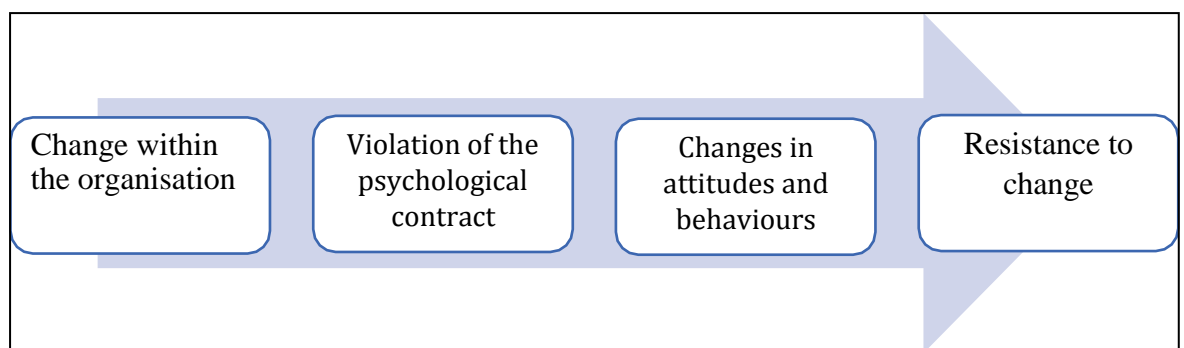 Change within
the organisation
Violation of the
psychological
contract
Changes in
attitudes and
behaviours
Resistance to
change